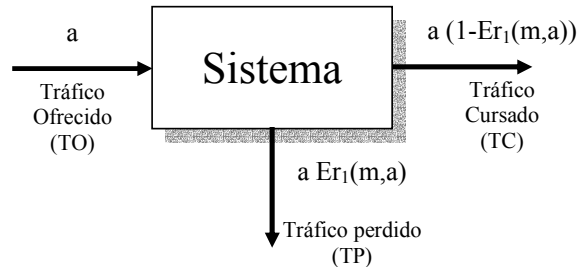 a
Tráfico
Ofrecido
(TO)
Sistema
a (1-Er₁(m,a))
Tráfico
Cursado
(TC)
a Er₁(m,a)
Tráfico perdido
(TP)